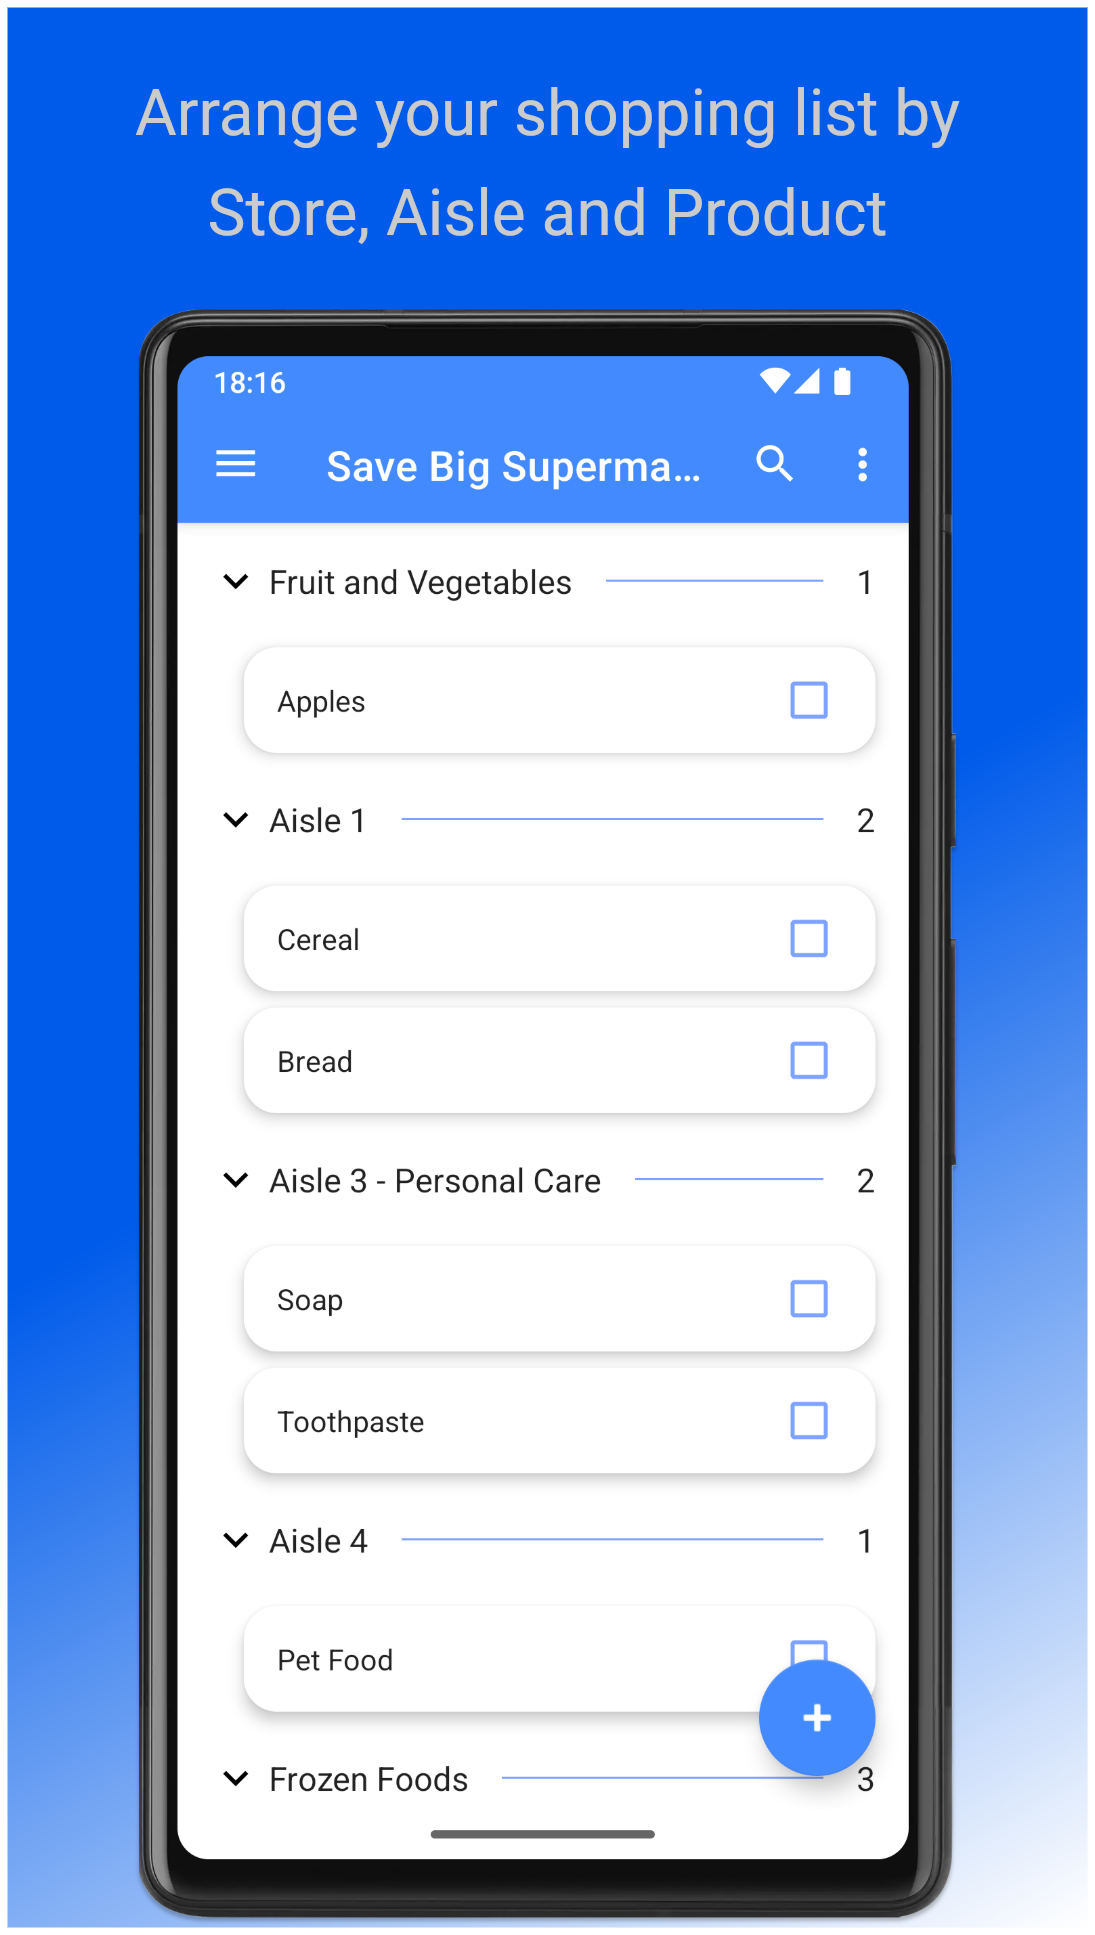 Arrange your shopping list by
Store, Aisle and Product
18:16
Save Big Superma...
Fruit and Vegetables 1
Apples
Aisle 1 2
Cereal
Bread
Aisle 3 - Personal Care 2
Soap
Toothpaste
Aisle 4 1
Pet Food
+
Frozen Foods 3